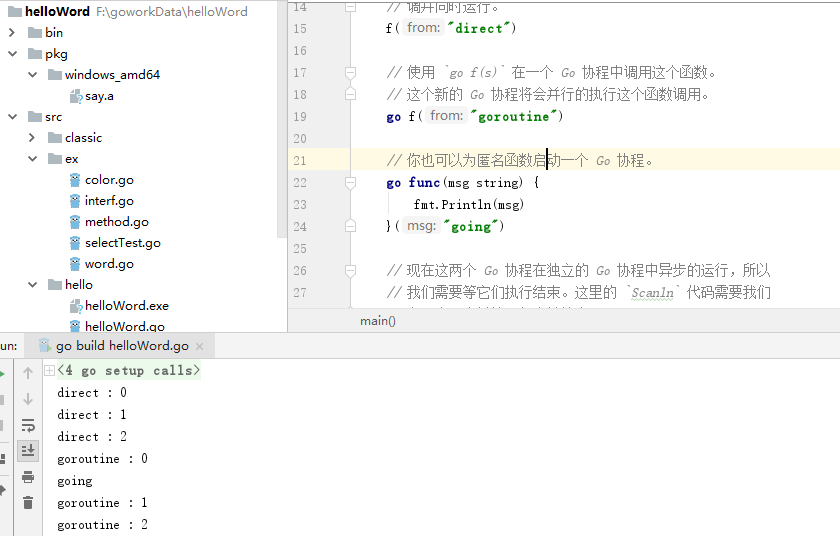 helloWord F:\goworkData\helloWord
bin
pkg
windows_amd64
say.a
src
classic
ex
color.go
interf.go
method.go
selectTest.go
word.go
hello
helloWord.exe
helloWord.go
14 // 调并同时运行。
15 f( from: "direct")
16
17 // 使用 `go f(s)` 在一个 Go 协程中调用这个函数。
18 // 这个新的 Go 协程将会并行的执行这个函数调用。
19 go f( from: "goroutine")
20
21 // 你也可以为匿名函数启动一个 Go 协程。
22 go func(msg string) {
23 fmt.Println(msg)
24 }( msg: "going")
25
26 // 现在这两个 Go 协程在独立的 Go 协程中异步的运行，所以
27 // 我们需要等它们执行结束。这里的 `Scanln` 代码需要我们
main()
un: go build helloWord.go
<4 go setup calls>
direct : 0
direct : 1
direct : 2
goroutine : 0
going
goroutine : 1
goroutine : 2